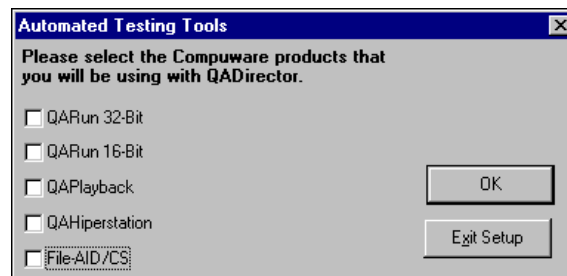 Automated Testing Tools
Please select the Compuware products that
you will be using with QADirector.
QARun 32-Bit
QARun 16-Bit
QAPlayback
QAHiperstation
File-AID/CS
OK
Exit Setup